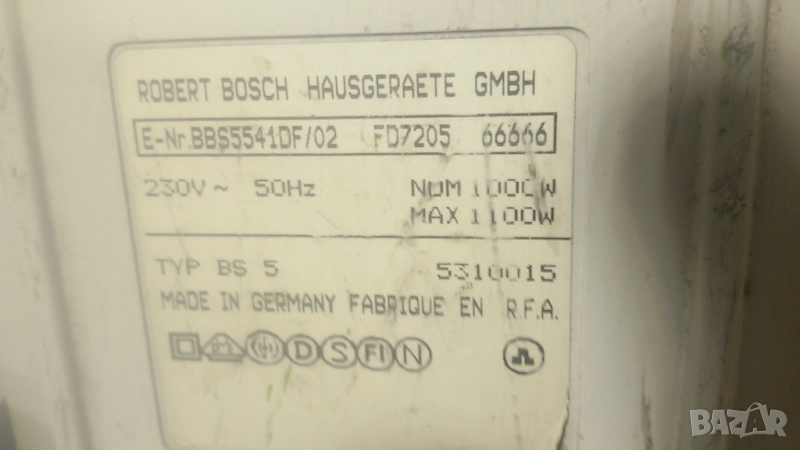 ROBERT BOSCH HAUSGERAETE GMBH
E-Nr.BBS5541DF/02 FD7205 66666
230V ~ 50Hz NOM 1000W
MAX 1100W
TYP BS 5 5310015
MADE IN GERMANY FABRIQUE EN R.F.A.
D S FI N
BAZAR